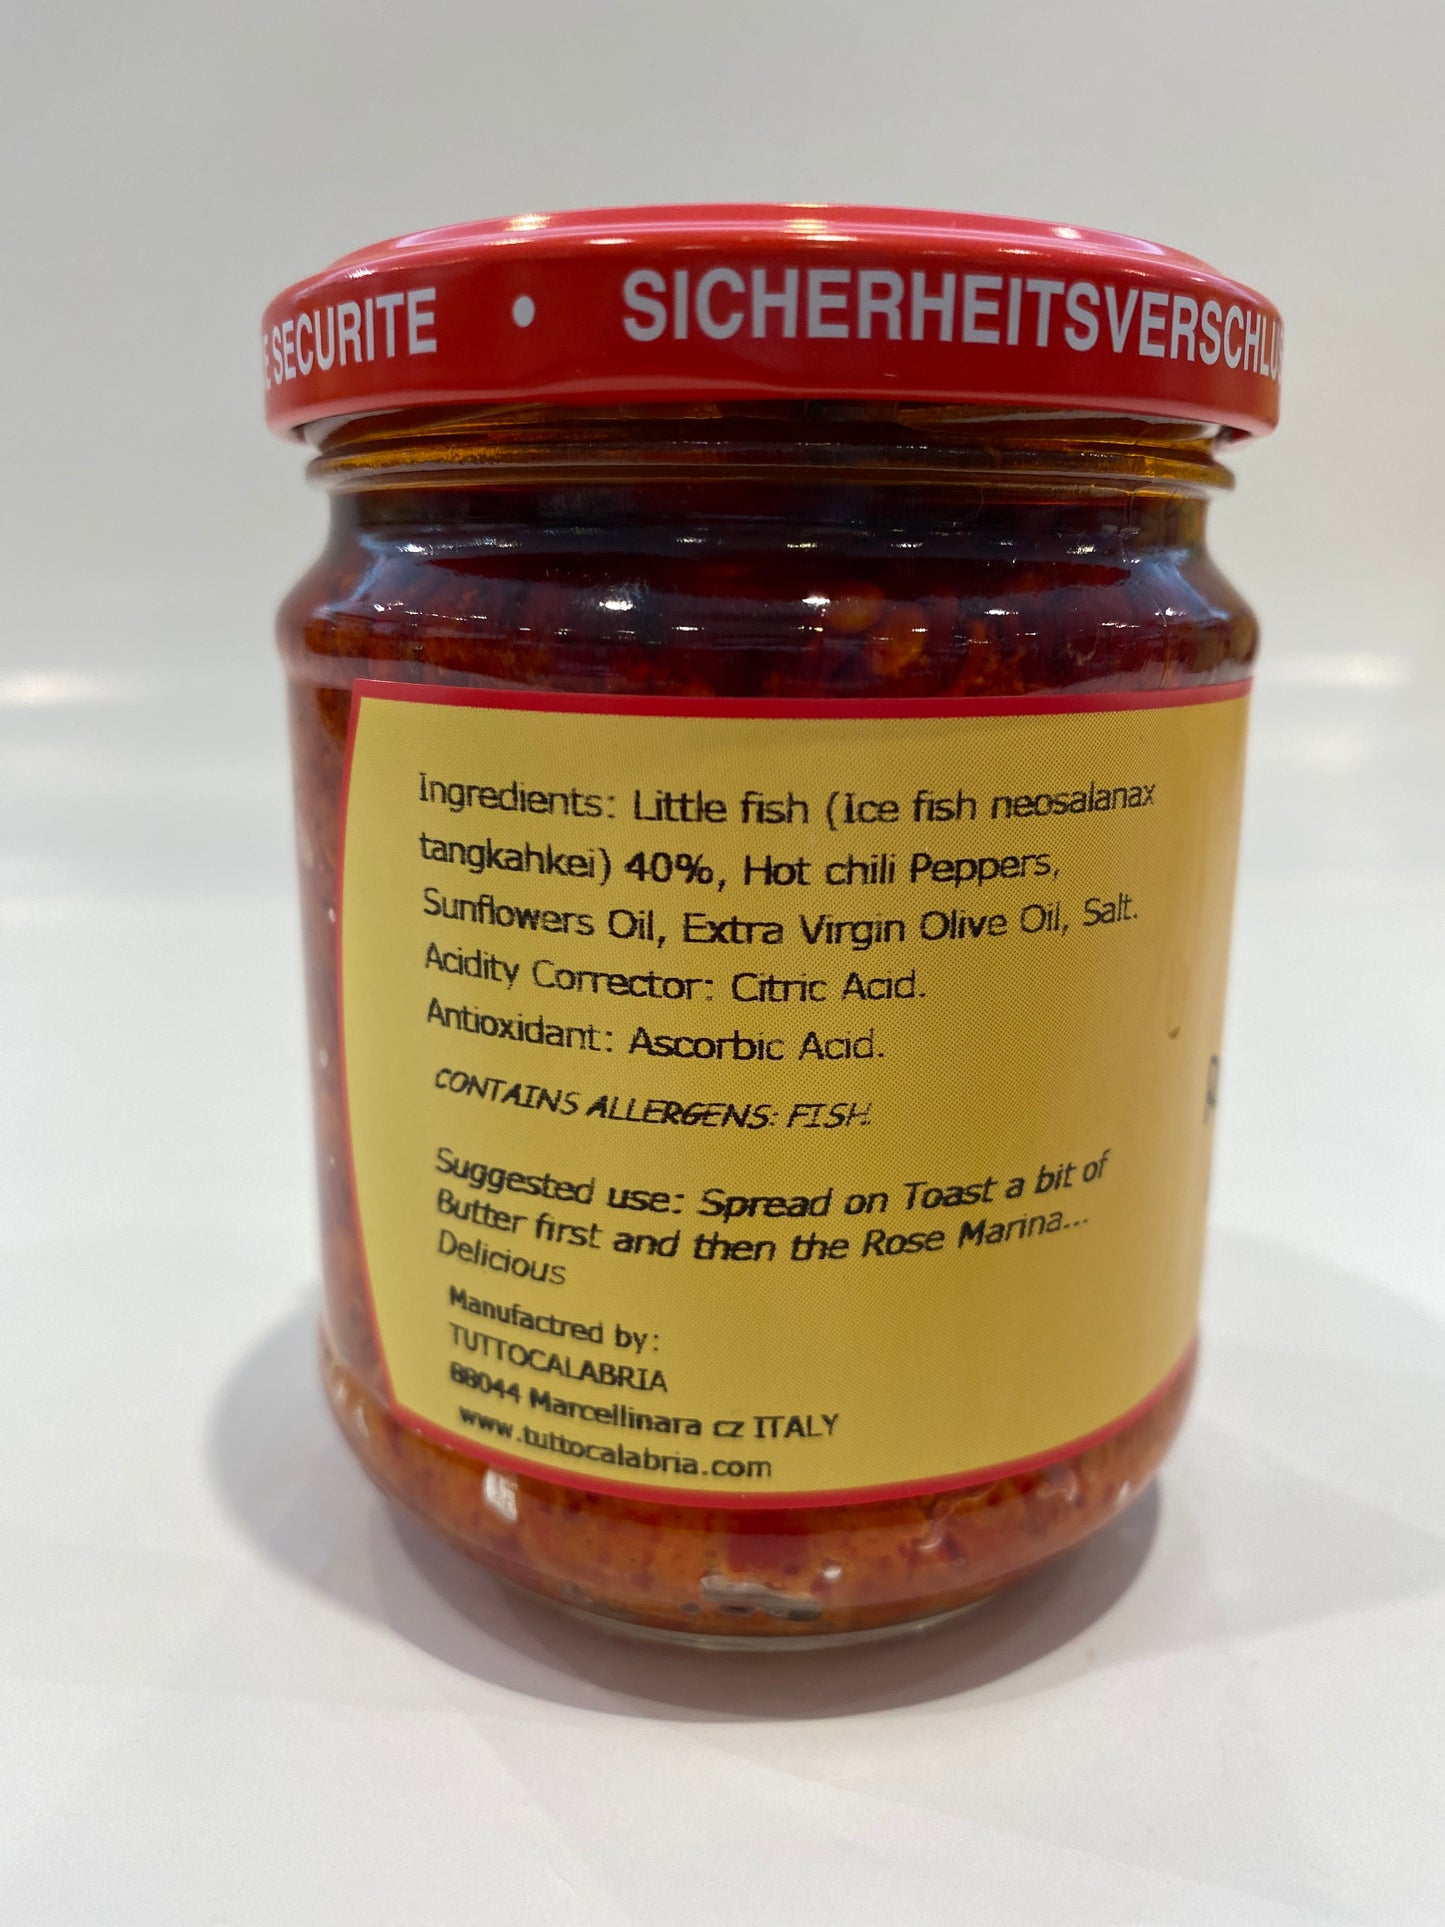 E SECURITE • SICHERHEITSVERSCHLUS
Ingredients: Little fish (Ice fish neosalanax
tangkahkei) 40%, Hot chili Peppers,
Sunflowers Oil, Extra Virgin Olive Oil, Salt.
Acidity Corrector: Citric Acid.
Antioxidant: Ascorbic Acid.
CONTAINS ALLERGENS: FISH.
Suggested use: Spread on Toast a bit of
Butter first and then the Rose Marina...
Delicious
Manufactred by:
TUTTOCALABRIA
88044 Marcellinara cz ITALY
www.tuttocalabria.com